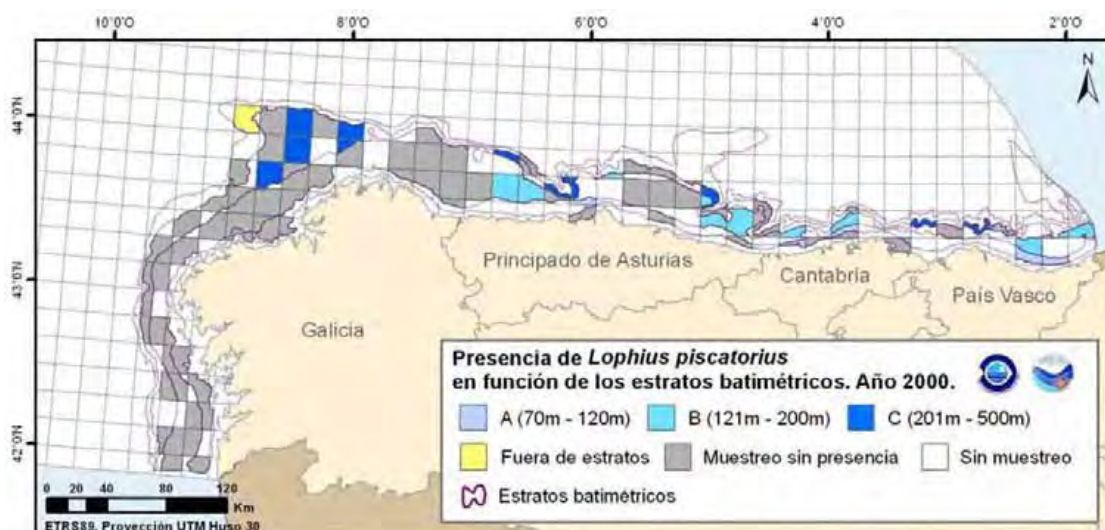 10°0'O 8°0'O 6°0'O 4°0'O 2°0'O
N
44°0'N
43°0'N
42°0'N
Principado de Asturias
Cantabria
País Vasco
Galicia
Presencia de Lophius piscatorius
en función de los estratos batimétricos. Año 2000.
A (70m - 120m) B (121m - 200m) C (201m - 500m)
Fuera de estratos Muestreo sin presencia Sin muestreo
Estratos batimétricos
0 20 40 80 120
Km
ETRS89, Proyección UTM Huso 30